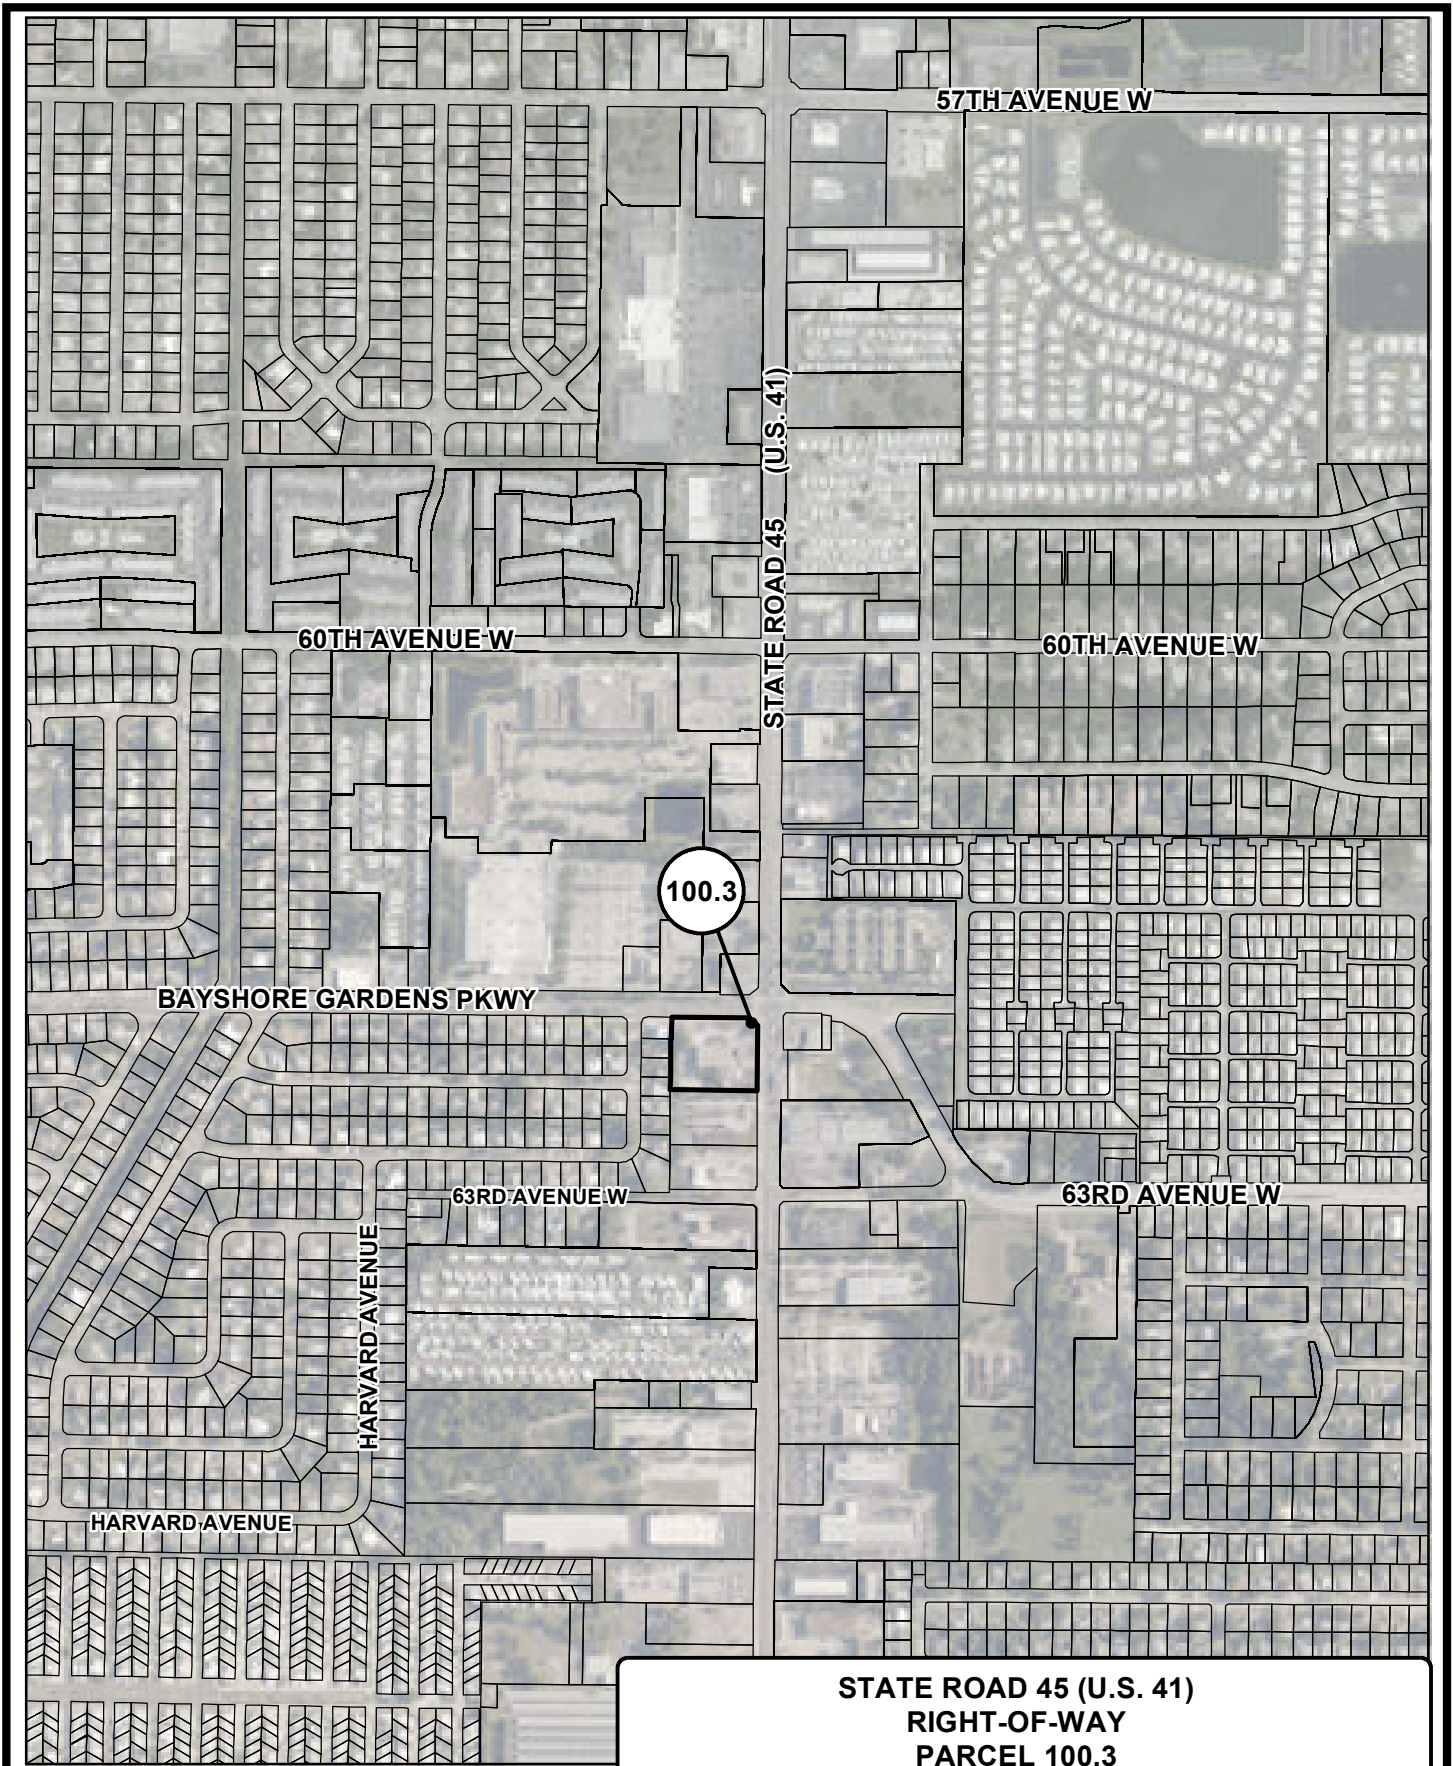 57TH AVENUE W
STATE ROAD 45 (U.S. 41)
60TH AVENUE W
60TH AVENUE W
100.3
BAYSHORE GARDENS PKWY
63RD AVENUE W
63RD AVENUE W
HARVARD AVENUE
HARVARD AVENUE
STATE ROAD 45 (U.S. 41)
RIGHT-OF-WAY
PARCEL 100.3